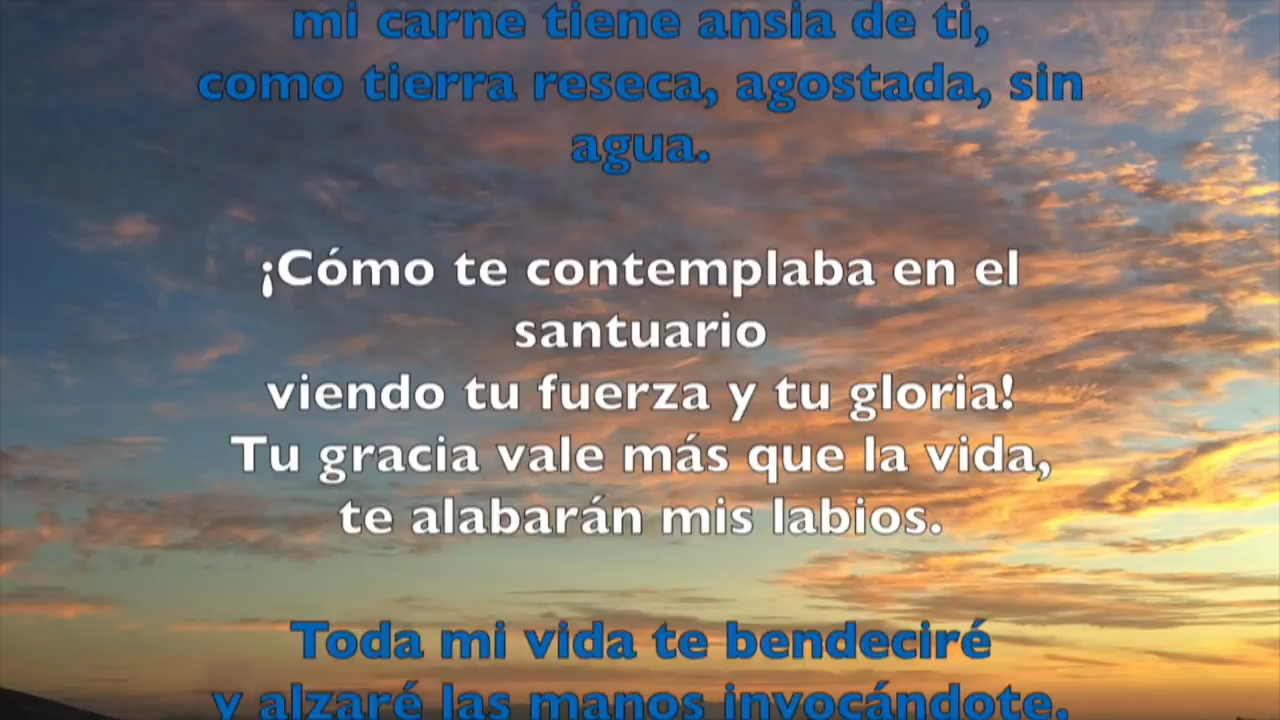 mi carne tiene ansia de ti,
como tierra reseca, agostada, sin
agua.
¡Cómo te contemplaba en el
santuario
viendo tu fuerza y tu gloria!
Tu gracia vale más que la vida,
te alabarán mis labios.
Toda mi vida te bendeciré
y alzaré las manos invocándote.